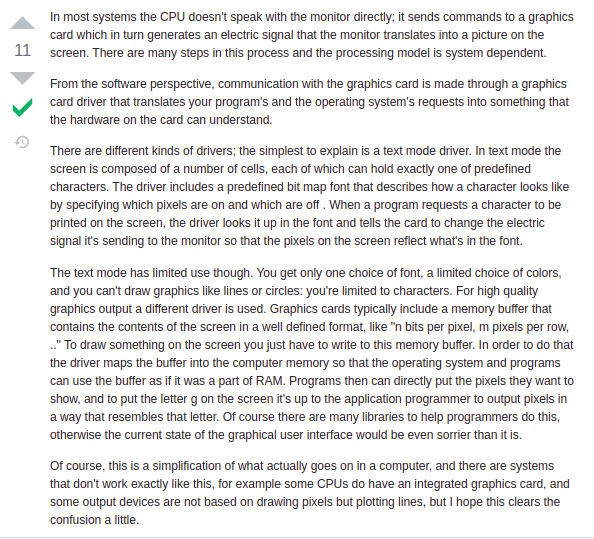 In most systems the CPU doesn't speak with the monitor directly; it sends commands to a graphics
card which in turn generates an electric signal that the monitor translates into a picture on the
screen. There are many steps in this process and the processing model is system dependent.
11
From the software perspective, communication with the graphics card is made through a graphics
card driver that translates your program's and the operating system's requests into something that
the hardware on the card can understand.
There are different kinds of drivers; the simplest to explain is a text mode driver. In text mode the
screen is composed of a number of cells, each of which can hold exactly one of predefined
characters. The driver includes a predefined bit map font that describes how a character looks like
by specifying which pixels are on and which are off . When a program requests a character to be
printed on the screen, the driver looks it up in the font and tells the card to change the electric
signal it's sending to the monitor so that the pixels on the screen reflect what's in the font.
The text mode has limited use though. You get only one choice of font, a limited choice of colors,
and you can't draw graphics like lines or circles: you're limited to characters. For high quality
graphics output a different driver is used. Graphics cards typically include a memory buffer that
contains the contents of the screen in a well defined format, like "n bits per pixel, m pixels per row,
.." To draw something on the screen you just have to write to this memory buffer. In order to do that
the driver maps the buffer into the computer memory so that the operating system and programs
can use the buffer as if it was a part of RAM. Programs then can directly put the pixels they want to
show, and to put the letter g on the screen it's up to the application programmer to output pixels in
a way that resembles that letter. Of course there are many libraries to help programmers do this,
otherwise the current state of the graphical user interface would be even sorrier than it is.
Of course, this is a simplification of what actually goes on in a computer, and there are systems
that don't work exactly like this, for example some CPUs do have an integrated graphics card, and
some output devices are not based on drawing pixels but plotting lines, but I hope this clears the
confusion a little.